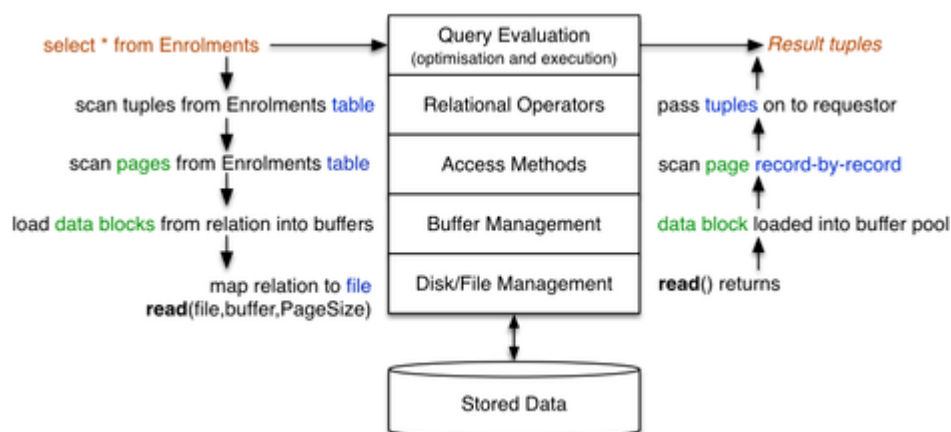 select * from Enrolments
scan tuples from Enrolments table
scan pages from Enrolments table
load data blocks from relation into buffers
map relation to file
read(file,buffer,PageSize)
Query Evaluation
(optimisation and execution)
Relational Operators
Access Methods
Buffer Management
Disk/File Management
Stored Data
Result tuples
pass tuples on to requestor
scan page record-by-record
data block loaded into buffer pool
read() returns